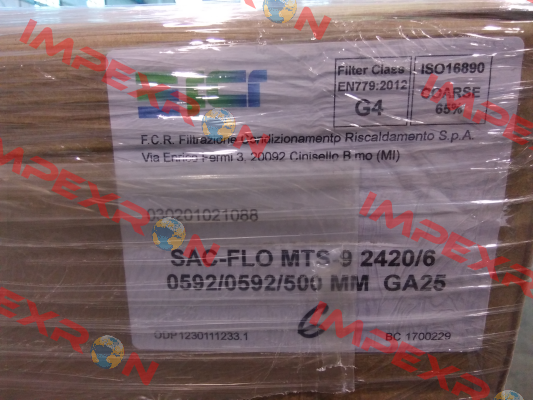 FCR
Filter Class
EN779:2012
G4
ISO16890
COARSE
65%
F.C.R. Filtrazione Condizionamento Riscaldamento S.p.A.
Via Enrico Fermi 3, 20092 Cinisello B.mo (MI)
030201021088
SAC-FLO MTS-9 2420/6
0592/0592/500 MM GA25
6
ODP1230111233.1
BC 1700229
IMPEXRON
IMPEXRON
IMPEXRON
IMPEXRON
IMPEXRON